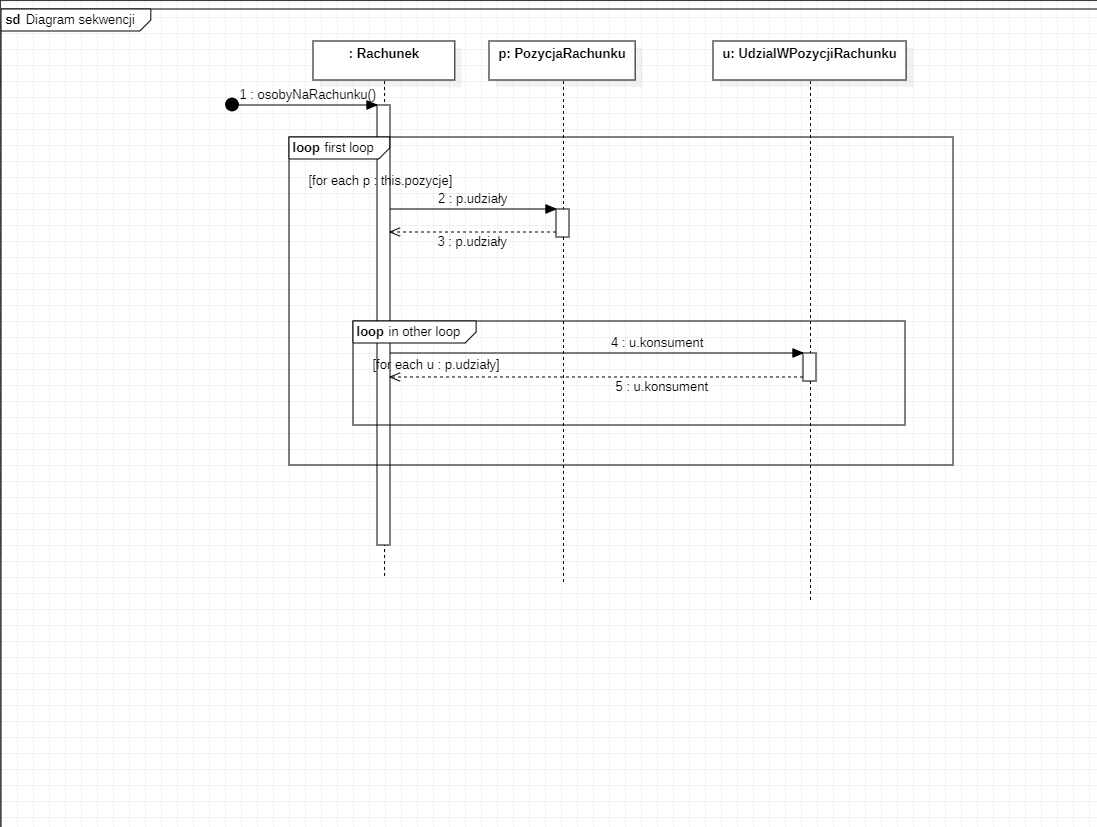 sd Diagram sekwencji
: Rachunek
p: PozycjaRachunku
u: UdzialWPozycjiRachunku
1 : osobyNaRachunku()
loop first loop
[for each p : this.pozycje]
2 : p.udziały
3 : p.udziały
loop in other loop
4 : u.konsument
[for each u : p.udziały]
5 : u.konsument